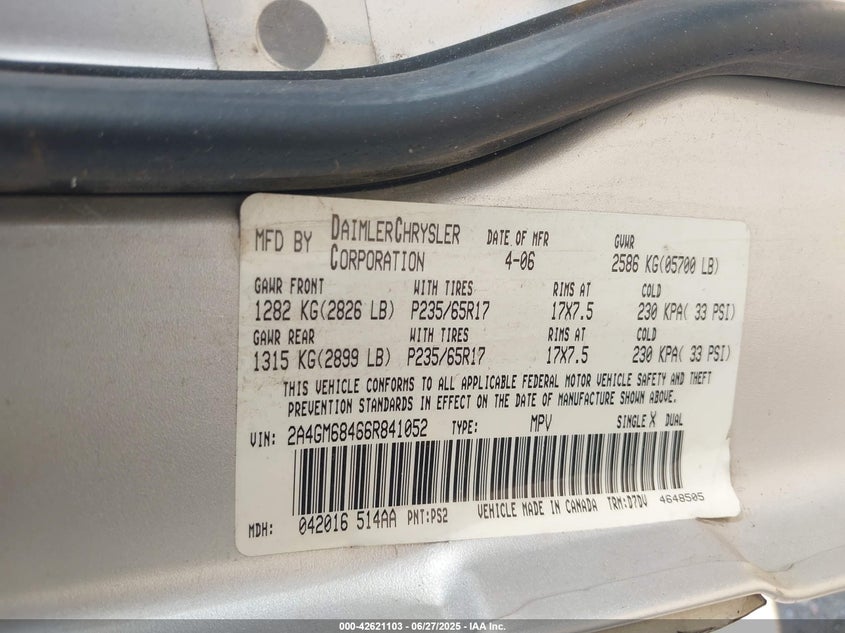 MFD BY DAIMLERCHRYSLER CORPORATION DATE OF MFR 4-06 GVWR 2586 KG(05700 LB)
GAWR FRONT WITH TIRES RIMS AT COLD
1282 KG(2826 LB) P235/65R17 17X7.5 230 KPA( 33 PSI)
GAWR REAR WITH TIRES RIMS AT COLD
1315 KG(2899 LB) P235/65R17 17X7.5 230 KPA( 33 PSI)
THIS VEHICLE CONFORMS TO ALL APPLICABLE FEDERAL MOTOR VEHICLE SAFETY AND THEFT
PREVENTION STANDARDS IN EFFECT ON THE DATE OF MANUFACTURE SHOWN ABOVE.
VIN: 2A4GM68466R841052 TYPE: MPV SINGLE X DUAL
MDH: 042016 514AA PNT:PS2 VEHICLE MADE IN CANADA TRM:D7DV 4648505
000-42621103 - 06/27/2025 - IAA Inc.